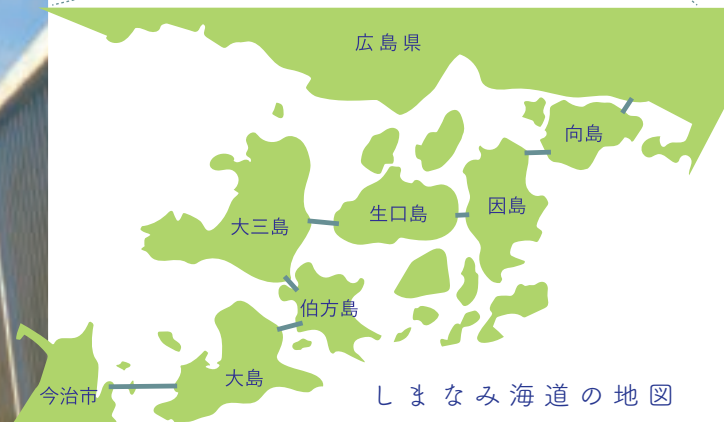 広島県
向島
因島
生口島
大三島
伯方島
大島
今治市
しまなみ海道の地図